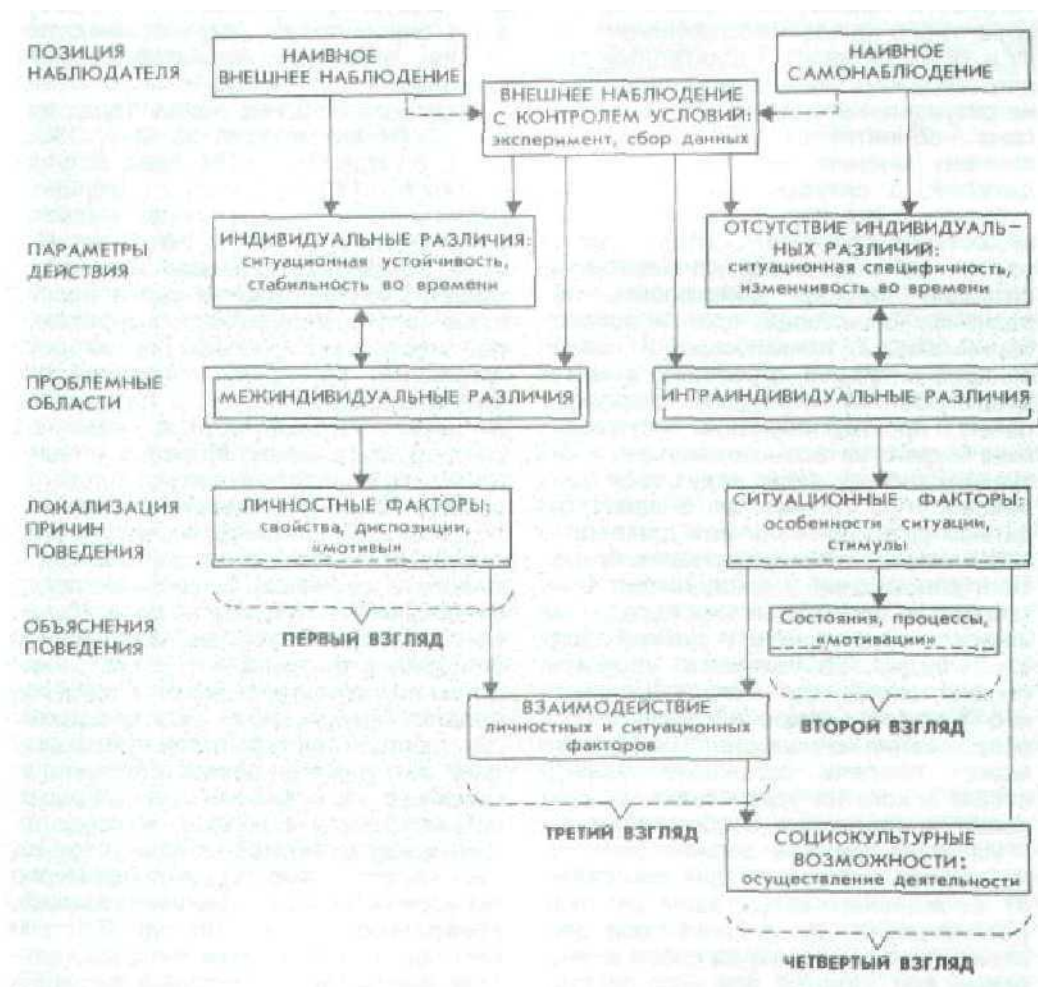 ПОЗИЦИЯ
НАБЛЮДАТЕЛЯ
НАИВНОЕ
ВНЕШНЕЕ НАБЛЮДЕНИЕ
НАИВНОЕ
САМОНАБЛЮДЕНИЕ
ВНЕШНЕЕ НАБЛЮДЕНИЕ
С КОНТРОЛЕМ УСЛОВИЙ:
эксперимент, сбор данных
ПАРАМЕТРЫ
ДЕЙСТВИЯ
ИНДИВИДУАЛЬНЫЕ РАЗЛИЧИЯ:
ситуационная устойчивость,
стабильность во времени
ОТСУТСТВИЕ ИНДИВИДУАЛЬ-
НЫХ РАЗЛИЧИЙ:
ситуационная специфичность,
изменчивость во времени
ПРОБЛЕМНЫЕ
ОБЛАСТИ
МЕЖИНДИВИДУАЛЬНЫЕ РАЗЛИЧИЯ
ИНТРАИНДИВИДУАЛЬНЫЕ РАЗЛИЧИЯ
ЛОКАЛИЗАЦИЯ
ПРИЧИН
ПОВЕДЕНИЯ
ЛИЧНОСТНЫЕ ФАКТОРЫ:
свойства, диспозиции,
«мотивы»
СИТУАЦИОННЫЕ ФАКТОРЫ:
особенности ситуации,
стимулы
ОБЪЯСНЕНИЯ
ПОВЕДЕНИЯ
ПЕРВЫЙ ВЗГЛЯД
Состояния, процессы,
«мотивации»
ВТОРОЙ ВЗГЛЯД
ВЗАИМОДЕЙСТВИЕ
личностных и ситуационных
факторов
ТРЕТИЙ ВЗГЛЯД
СОЦИОКУЛЬТУРНЫЕ
ВОЗМОЖНОСТИ:
осуществление деятельности
ЧЕТВЕРТЫЙ ВЗГЛЯД